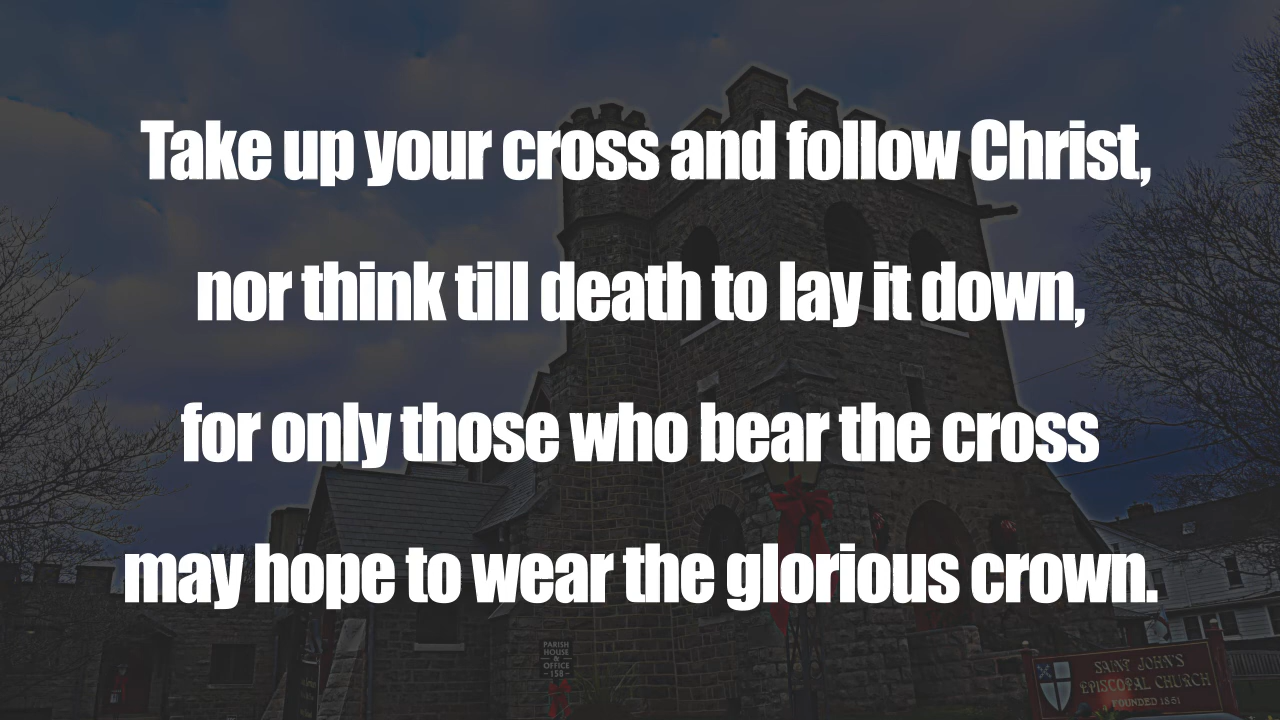 Take up your cross and follow Christ,
nor think till death to lay it down,
for only those who bear the cross
may hope to wear the glorious crown.
PARISH
HOUSE
&
OFFICE
158
SAINT JOHN'S
EPISCOPAL CHURCH
FOUNDED 1851